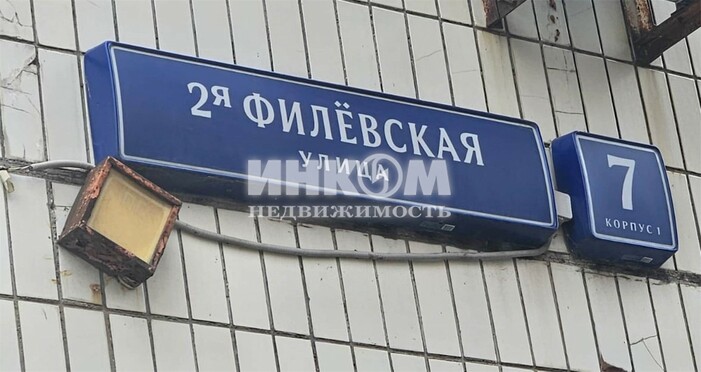 2я ФИЛЁВСКАЯ
УЛИЦА
ИНКОМ
НЕДВИЖИМОСТЬ
7
КОРПУС 1